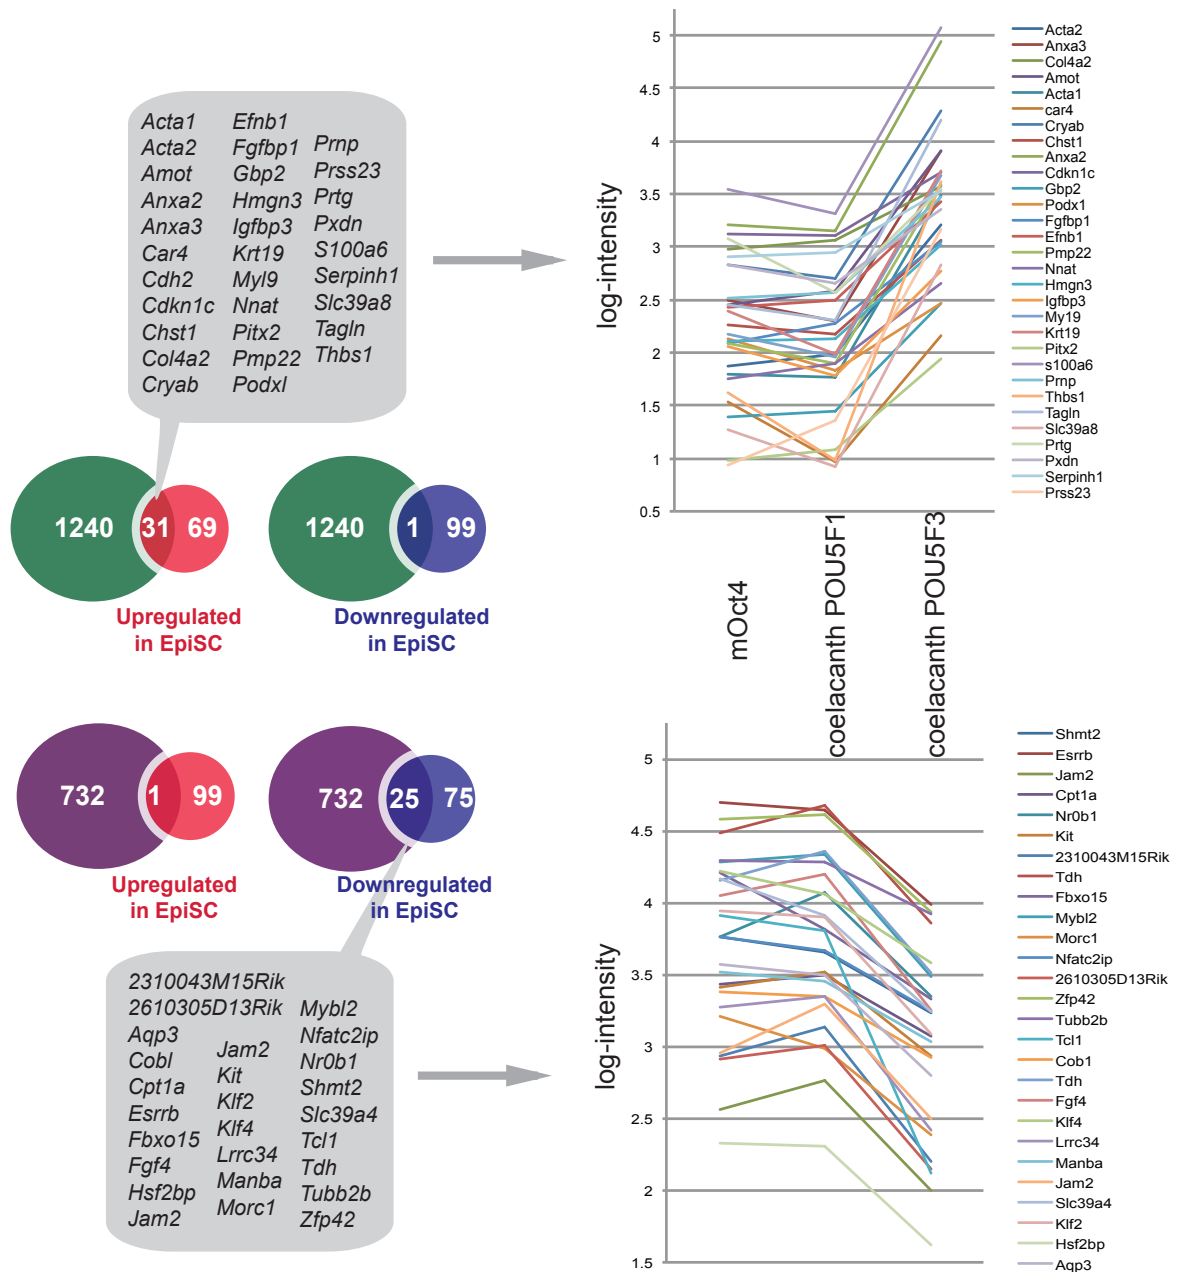 Acta1
Acta2
Amot
Anxa2
Anxa3
Car4
Cdh2
Cdkn1c
Chst1
Col4a2
Cryab
Efnb1
Fgfbp1
Gbp2
Hmgn3
Igfbp3
Krt19
Myl9
Nnat
Pitx2
Pmp22
Podxl
Prnp
Prss23
Prtg
Pxdn
S100a6
Serpinh1
Slc39a8
Tagln
Thbs1
1240
31
69
Upregulated
in EpiSC
1240
1
99
Downregulated
in EpiSC
log-intensity
5
4.5
4
3.5
3
2.5
2
1.5
1
0.5
Acta2
Anxa3
Col4a2
Amot
Acta1
car4
Cryab
Chst1
Anxa2
Cdkn1c
Gbp2
Podx1
Fgfbp1
Efnb1
Pmp22
Nnat
Hmgn3
Igfbp3
My19
Krt19
Pitx2
s100a6
Prnp
Thbs1
Tagln
Slc39a8
Prtg
Pxdn
Serpinh1
Prss23
mOct4
coelacanth POU5F1
coelacanth POU5F3
732
1
99
Upregulated
in EpiSC
732
25
75
Downregulated
in EpiSC
2310043M15Rik
2610305D13Rik
Aqp3
Cobl
Cpt1a
Esrrb
Fbxo15
Fgf4
Hsf2bp
Jam2
Jam2
Kit
Klf2
Klf4
Lrrc34
Manba
Morc1
Mybl2
Nfatc2ip
Nr0b1
Shmt2
Slc39a4
Tcl1
Tdh
Tubb2b
Zfp42
log-intensity
5
4.5
4
3.5
3
2.5
2
1.5
Shmt2
Esrrb
Jam2
Cpt1a
Nr0b1
Kit
2310043M15Rik
Tdh
Fbxo15
Mybl2
Morc1
Nfatc2ip
2610305D13Rik
Zfp42
Tubb2b
Tcl1
Cob1
Tdh
Fgf4
Klf4
Lrrc34
Manba
Jam2
Slc39a4
Klf2
Hsf2bp
Aqp3